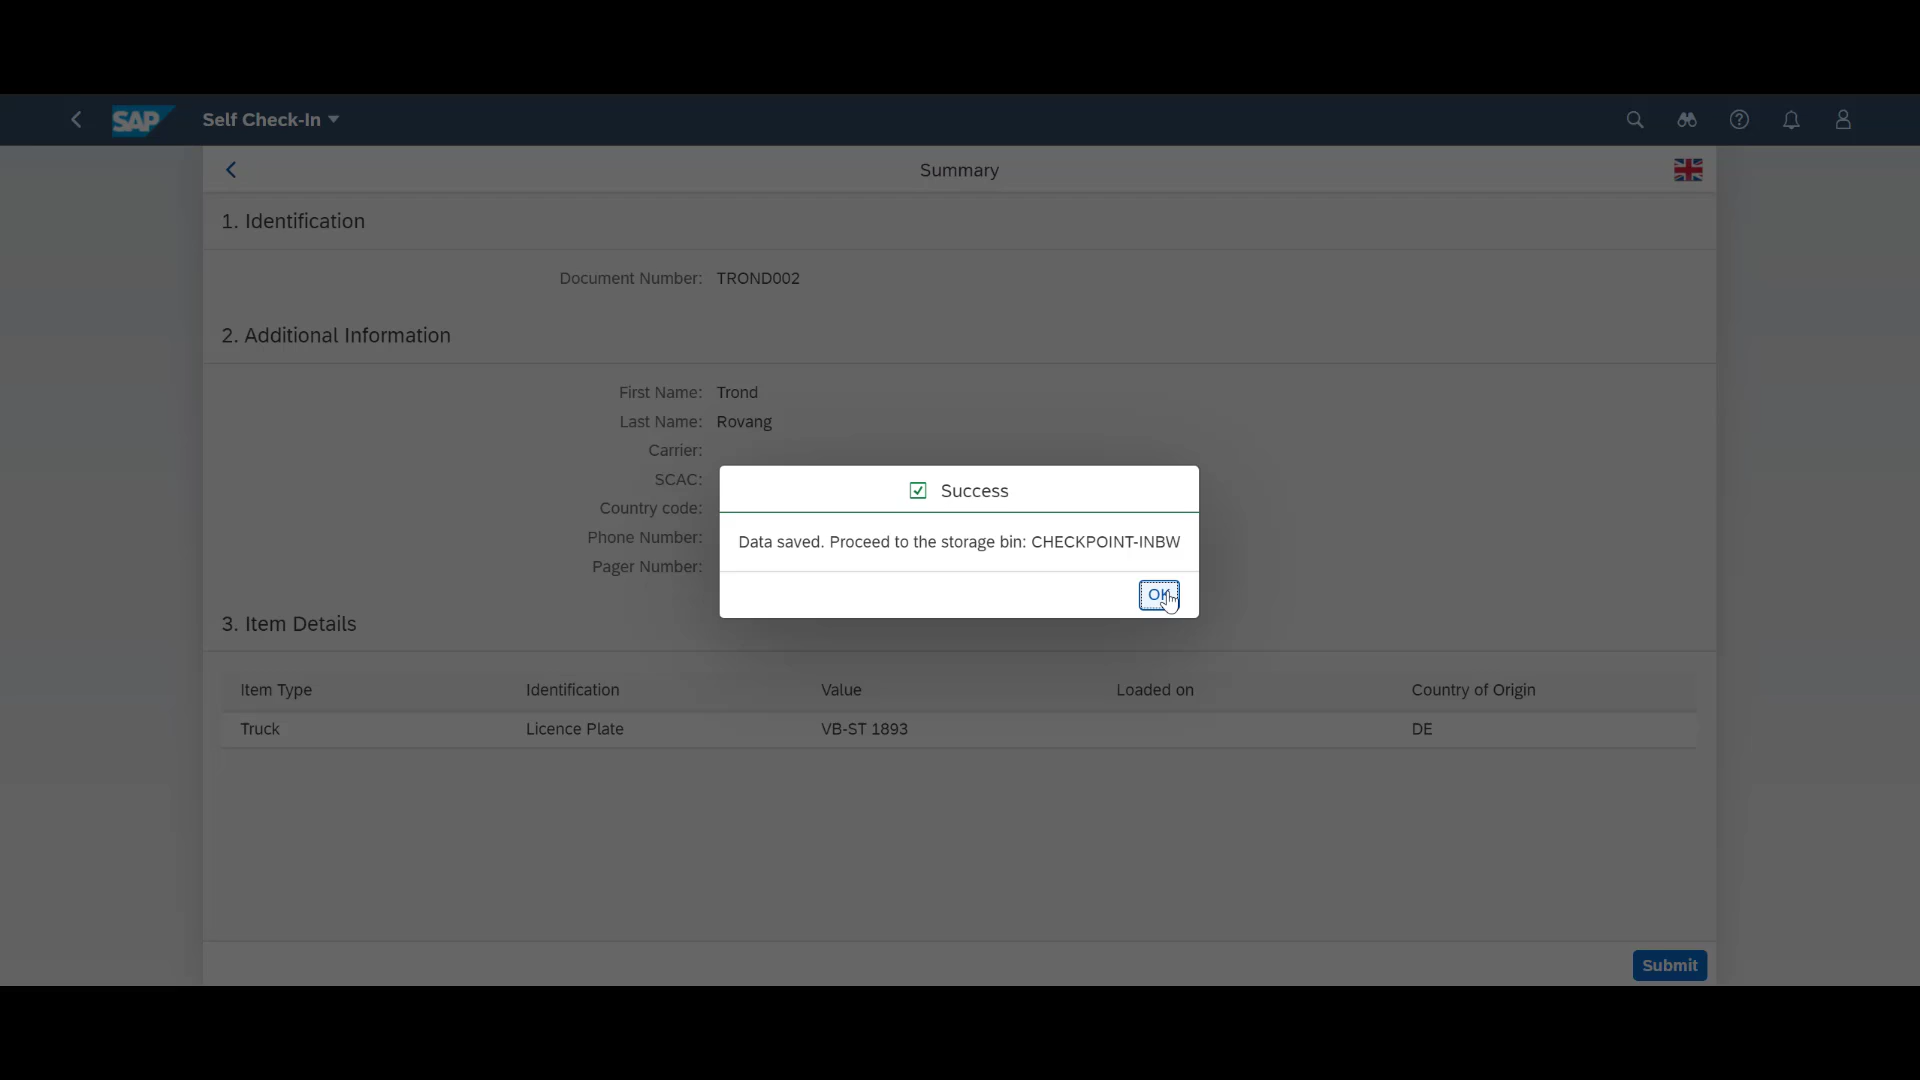 SAP Self Check-In
Summary
1. Identification
Document Number: TROND002
2. Additional Information
First Name: Trond
Last Name: Rovang
Carrier:
SCAC:
Country code:
Phone Number:
Pager Number:
Success
Data saved. Proceed to the storage bin: CHECKPOINT-INBW
OK
3. Item Details
Item Type Identification Value Loaded on Country of Origin
Truck Licence Plate VB-ST 1893 DE
Submit